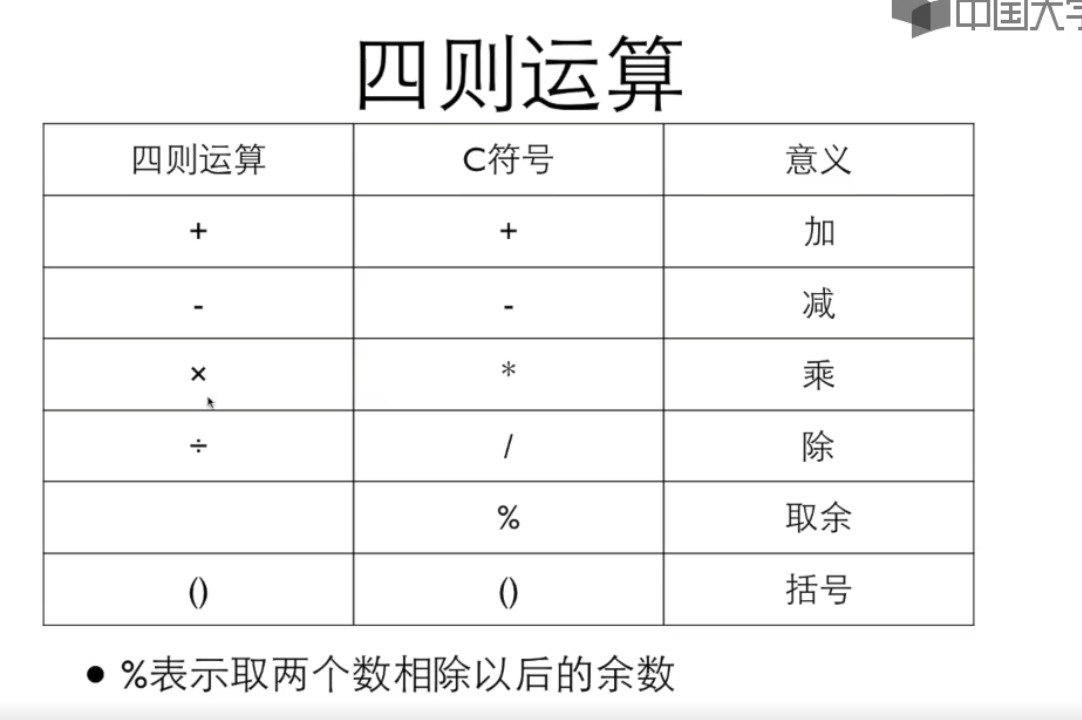 中国大学
四则运算
四则运算 C符号 意义
+ + 加
- - 减
× * 乘
÷ / 除
% 取余
() () 括号
• %表示取两个数相除以后的余数